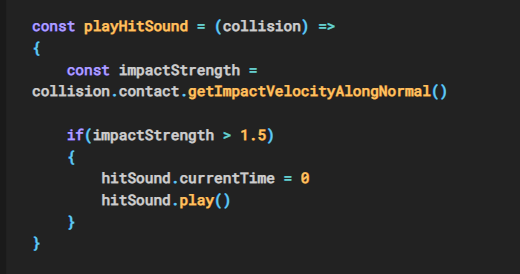 const playHitSound = (collision) =>
{
    const impactStrength =
collision.contact.getImpactVelocityAlongNormal()
    if(impactStrength > 1.5)
    {
        hitSound.currentTime = 0
        hitSound.play()
    }
}